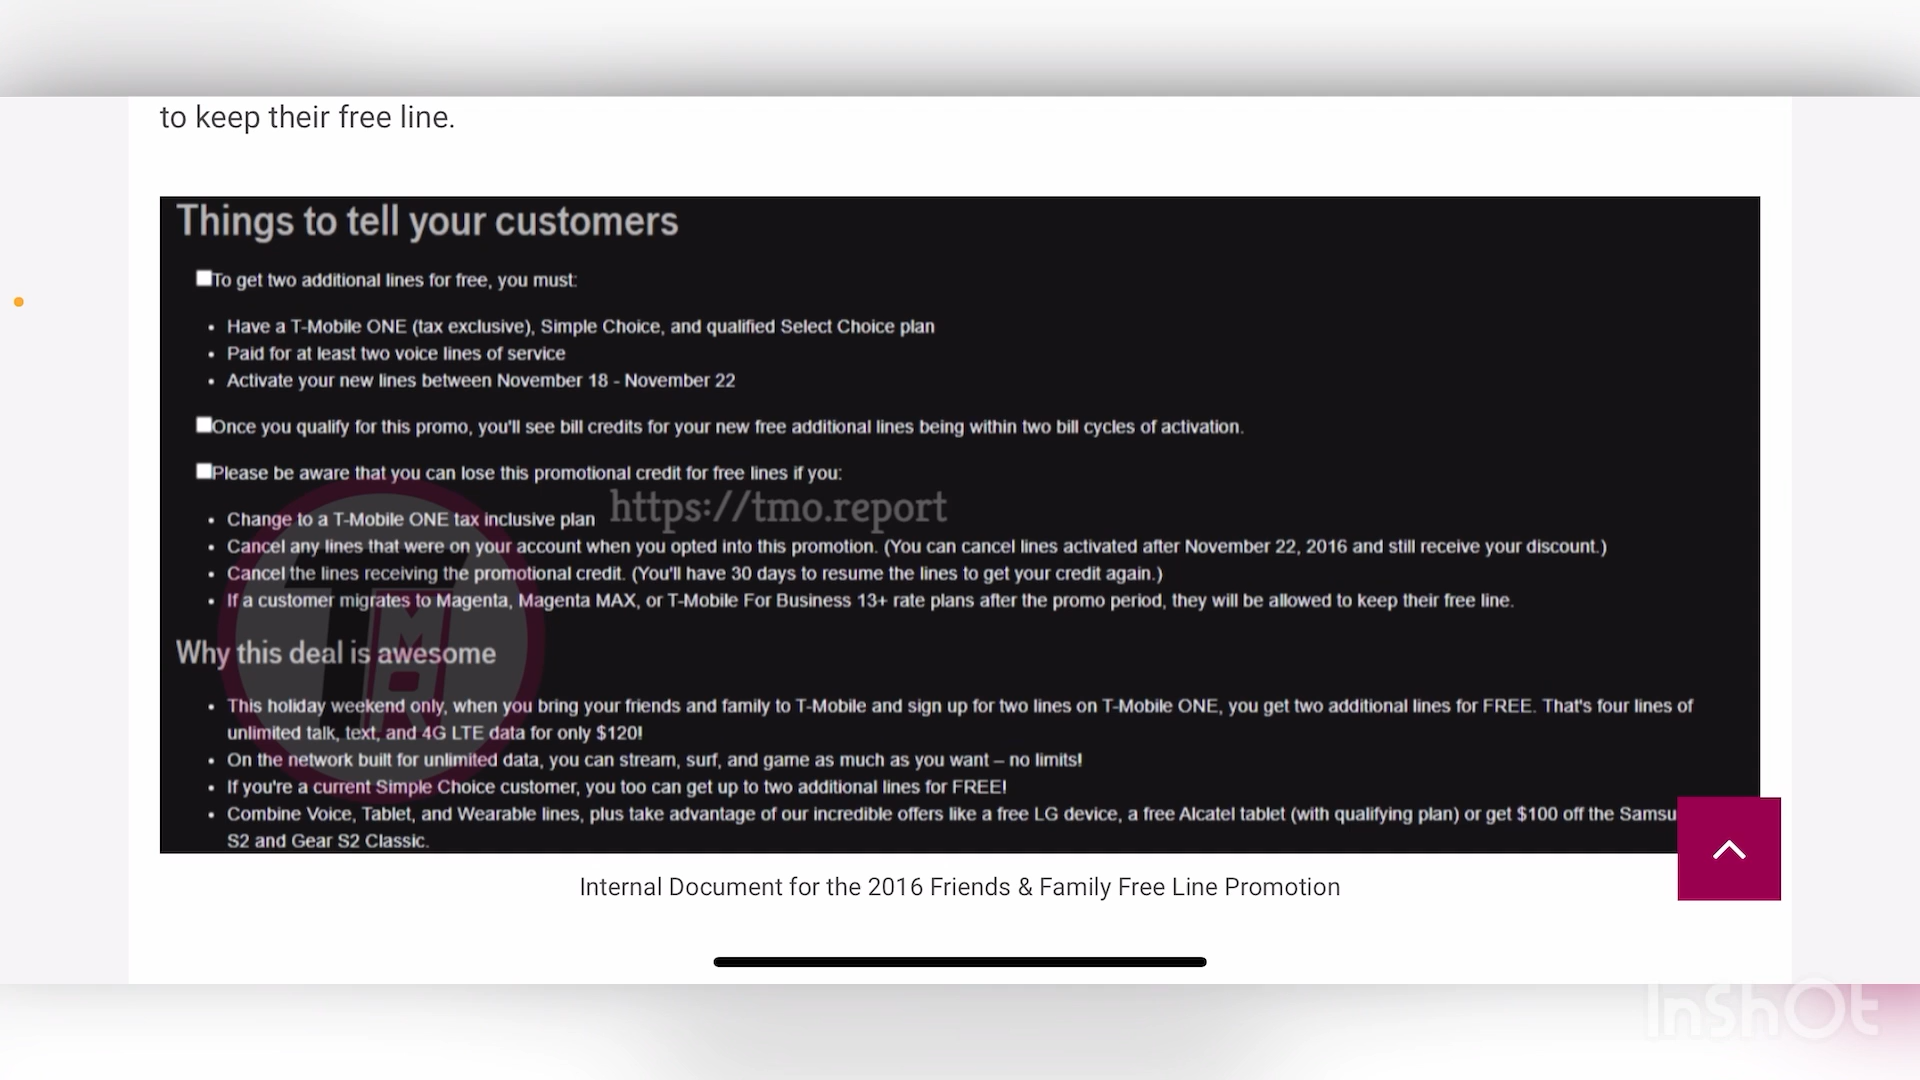 to keep their free line.
Things to tell your customers
To get two additional lines for free, you must:
• Have a T-Mobile ONE (tax exclusive), Simple Choice, and qualified Select Choice plan
• Paid for at least two voice lines of service
• Activate your new lines between November 18 - November 22
Once you qualify for this promo, you'll see bill credits for your new free additional lines being within two bill cycles of activation.
Please be aware that you can lose this promotional credit for free lines if you:
https://tmo.report
• Change to a T-Mobile ONE tax inclusive plan
• Cancel any lines that were on your account when you opted into this promotion. (You can cancel lines activated after November 22, 2016 and still receive your discount.)
• Cancel the lines receiving the promotional credit. (You'll have 30 days to resume the lines to get your credit again.)
• If a customer migrates to Magenta, Magenta MAX, or T-Mobile For Business 13+ rate plans after the promo period, they will be allowed to keep their free line.
Why this deal is awesome
• This holiday weekend only, when you bring your friends and family to T-Mobile and sign up for two lines on T-Mobile ONE, you get two additional lines for FREE. That's four lines of
unlimited talk, text, and 4G LTE data for only $120!
• On the network built for unlimited data, you can stream, surf, and game as much as you want – no limits!
• If you're a current Simple Choice customer, you too can get up to two additional lines for FREE!
• Combine Voice, Tablet, and Wearable lines, plus take advantage of our incredible offers like a free LG device, a free Alcatel tablet (with qualifying plan) or get $100 off the Samsu
S2 and Gear S2 Classic.
Internal Document for the 2016 Friends & Family Free Line Promotion
InShOt